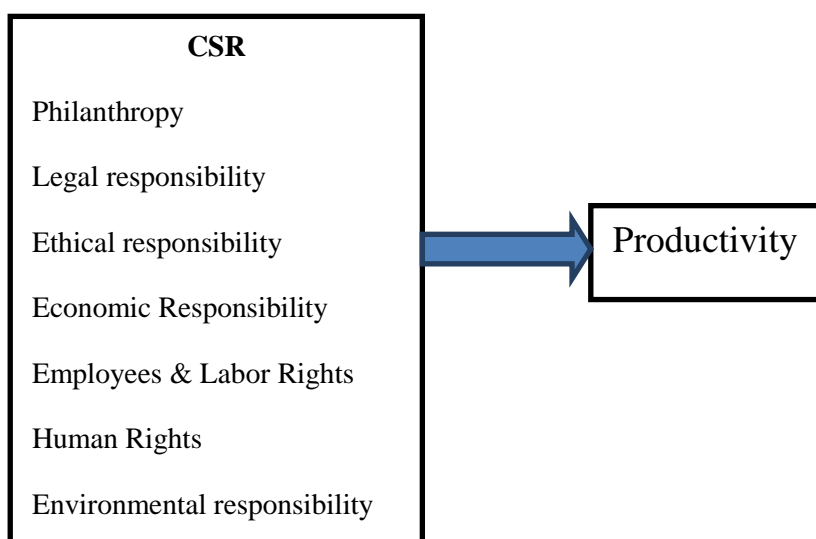 CSR
Philanthropy
Legal responsibility
Ethical responsibility
Productivity
Economic Responsibility
Employees & Labor Rights
Human Rights
Environmental responsibility